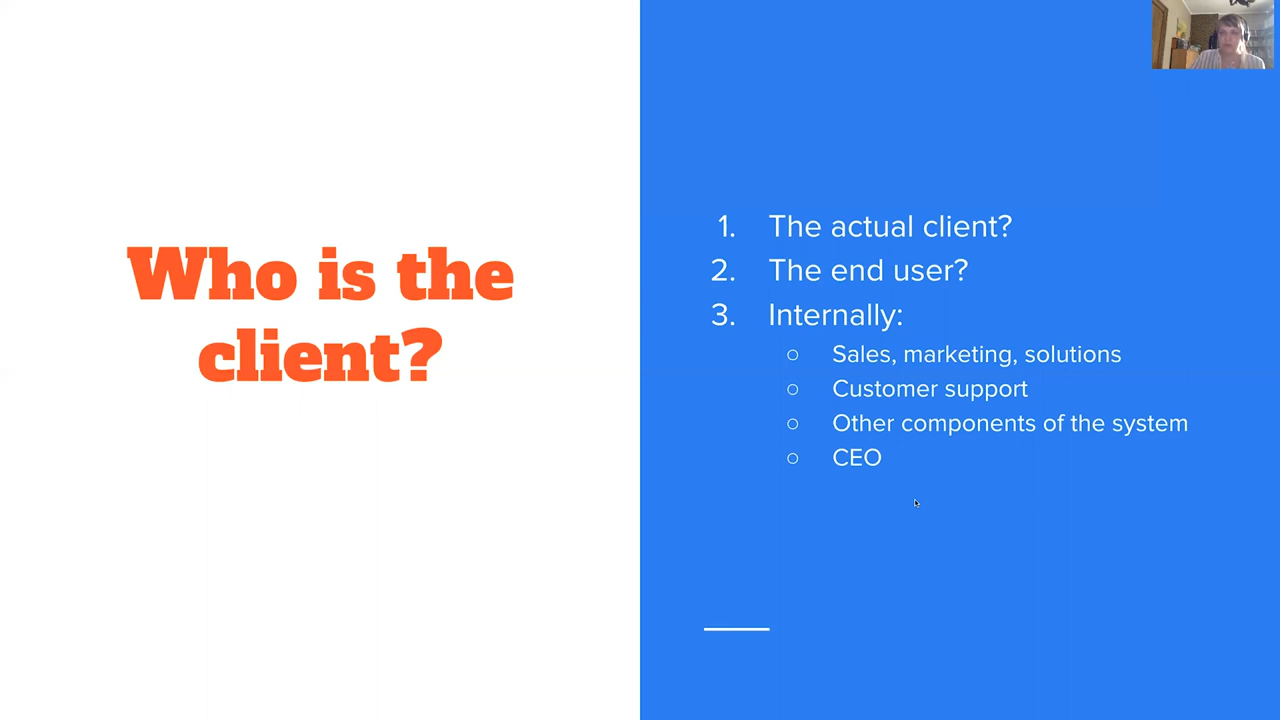 Who is the
client?
1. The actual client?
2. The end user?
3. Internally:
○ Sales, marketing, solutions
○ Customer support
○ Other components of the system
○ CEO